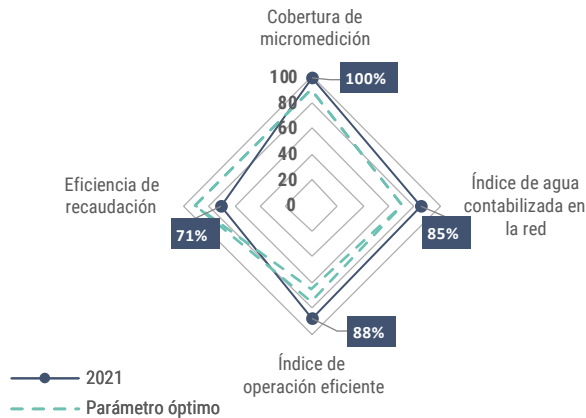 Cobertura de
micromedición
100
100%
80
60
40
20
0
Eficiencia de
recaudación
71%
Índice de agua
contabilizada en
la red
85%
88%
Índice de
operación eficiente
2021
Parámetro óptimo